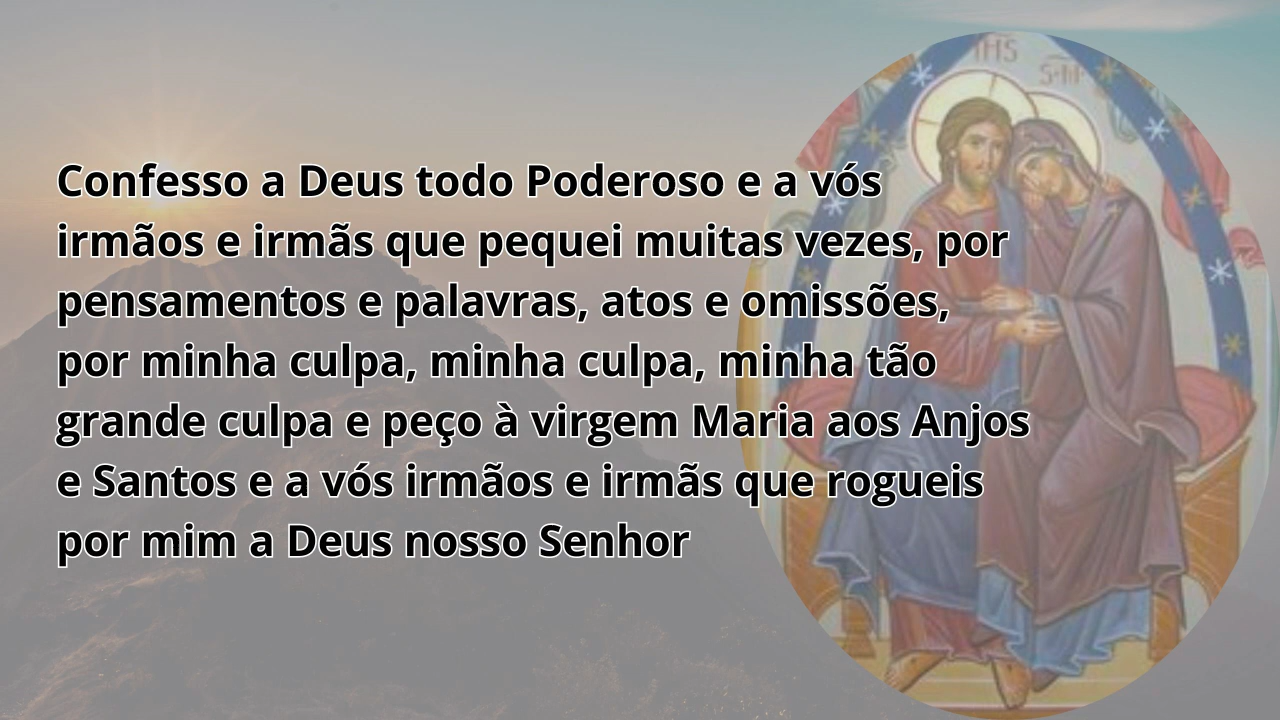 IHS
S·M·
Confesso a Deus todo Poderoso e a vós
irmãos e irmãs que pequei muitas vezes, por
pensamentos e palavras, atos e omissões,
por minha culpa, minha culpa, minha tão
grande culpa e peço à virgem Maria aos Anjos
e Santos e a vós irmãos e irmãs que rogueis
por mim a Deus nosso Senhor